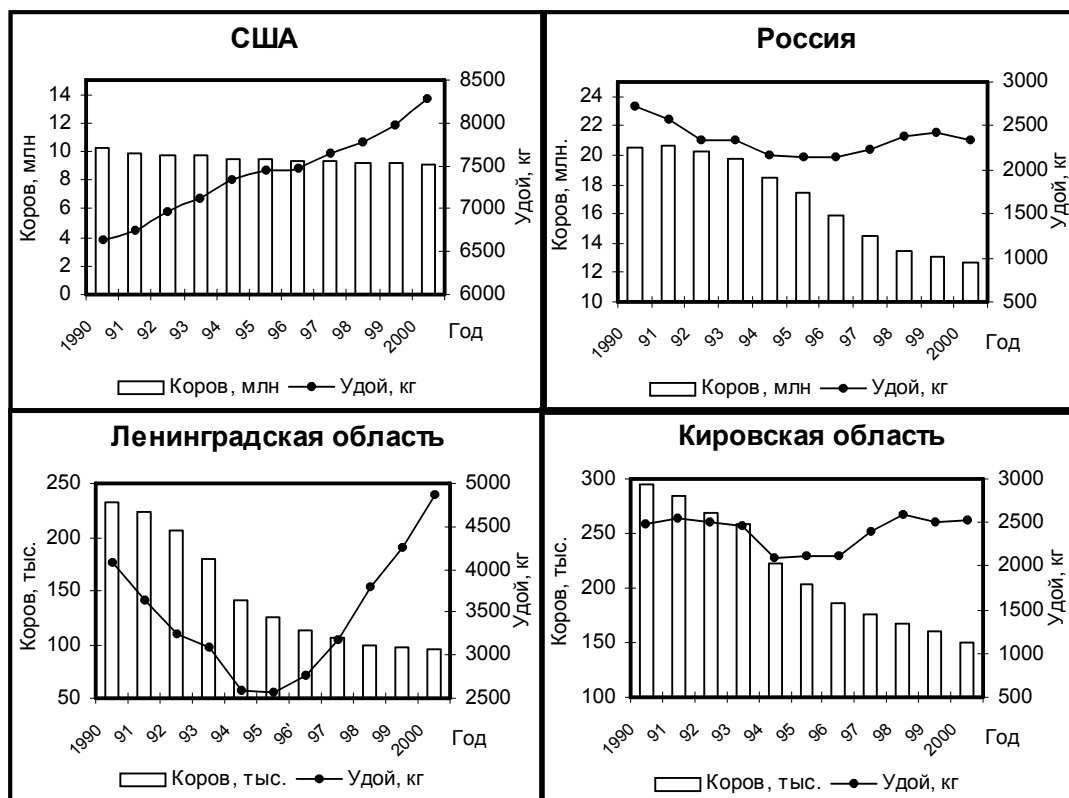 США
Коров, млн
14
12
10
8
6
4
2
0
8500
8000
7500
7000
6500
6000
Удой, кг
1990 91 92 93 94 95 96 97 98 99 2000
Год
Коров, млн Удой, кг
Россия
Коров, млн.
24
22
20
18
16
14
12
10
3000
2500
2000
1500
1000
500
Удой, кг
1990 91 92 93 94 95 96 97 98 99 2000
Год
Коров, млн Удой, кг
Ленинградская область
Коров, тыс.
250
200
150
100
50
5000
4500
4000
3500
3000
2500
Удой, кг
1990 91 92 93 94 95 96' 97 98 99 2000
Год
Коров, тыс. Удой, кг
Кировская область
Коров, тыс.
300
250
200
150
100
3000
2500
2000
1500
1000
500
Удой, кг
1990 91 92 93 94 95 96 97 98 99 2000
Год
Коров, тыс. Удой, кг